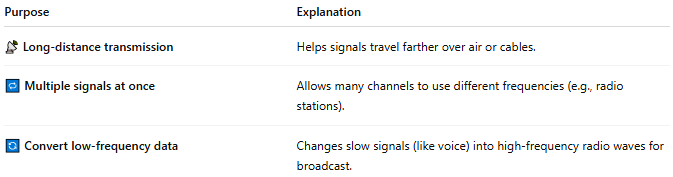 Purpose Explanation
Long-distance transmission Helps signals travel farther over air or cables.
Multiple signals at once Allows many channels to use different frequencies (e.g., radio
stations).
Convert low-frequency data Changes slow signals (like voice) into high-frequency radio waves for
broadcast.